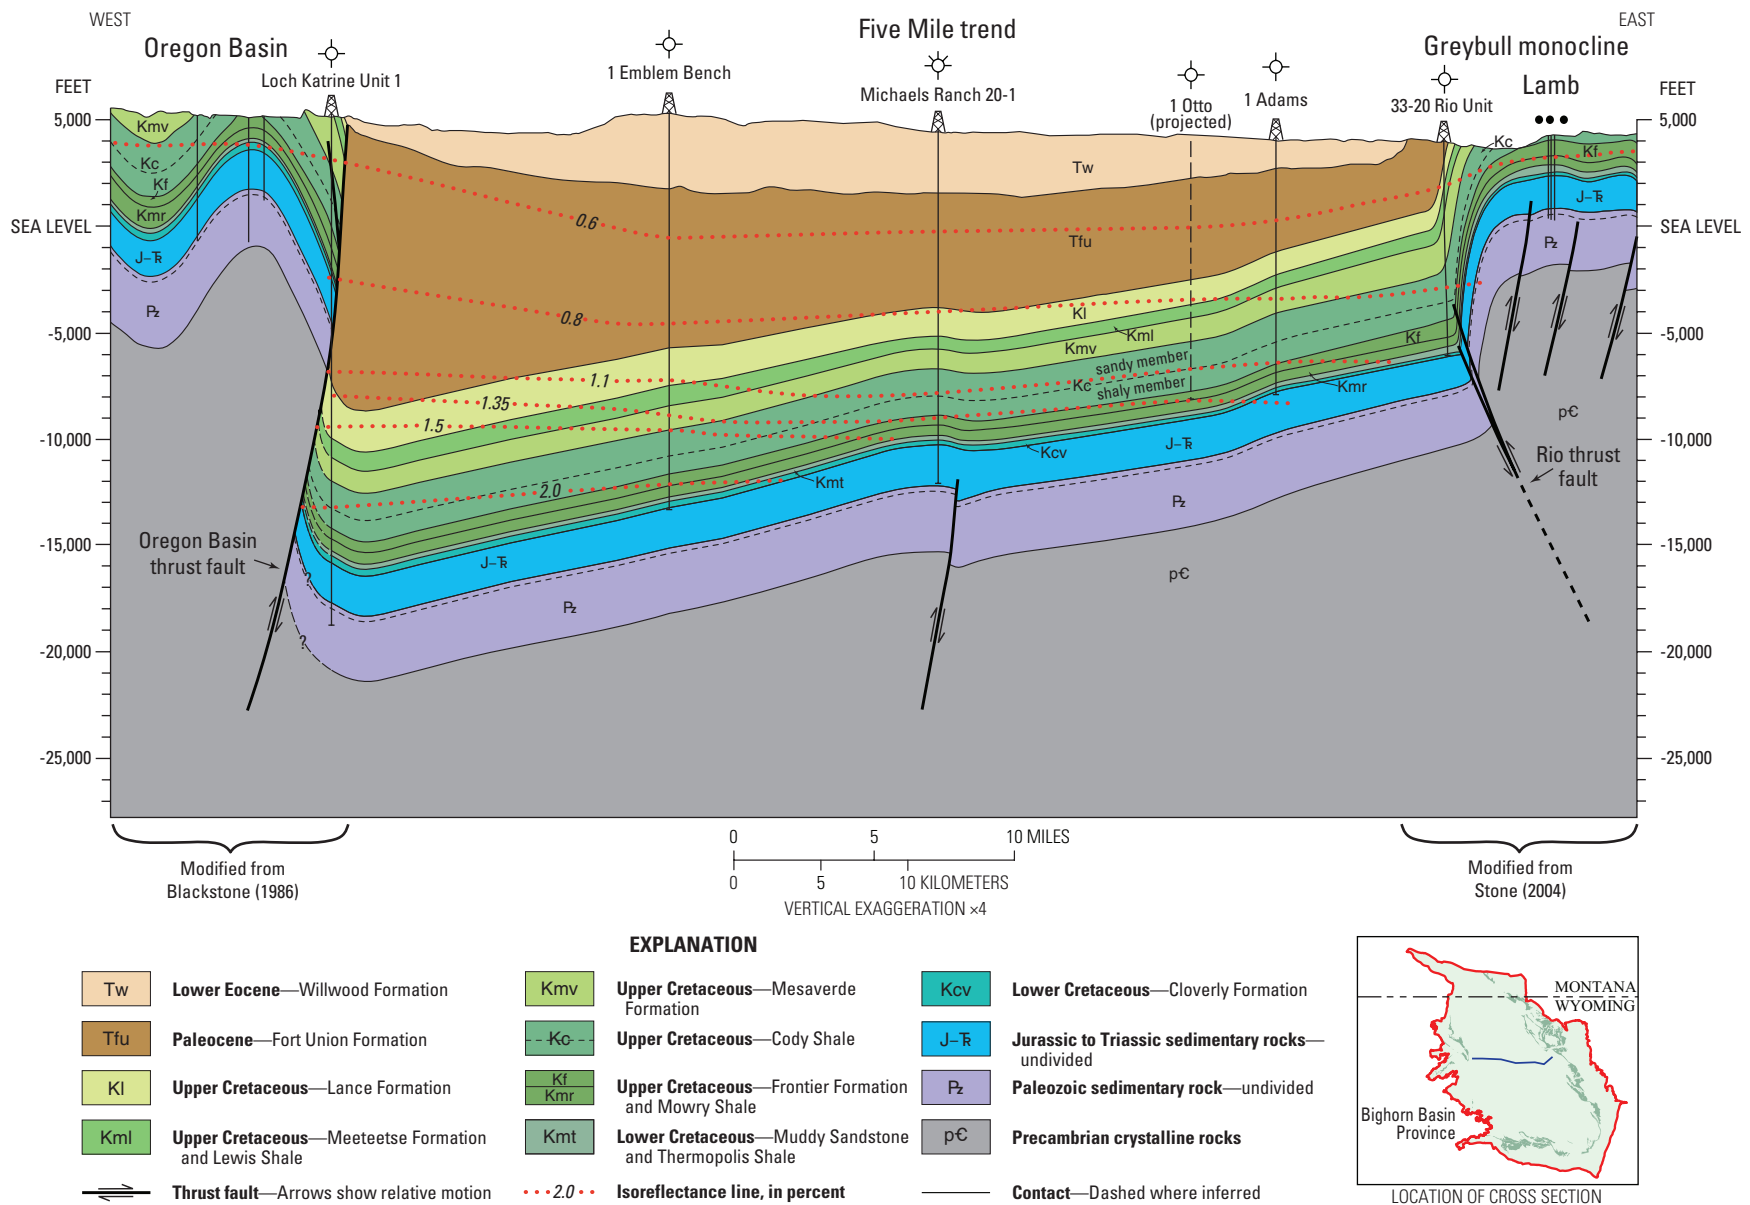 WEST
EAST
Oregon Basin
Five Mile trend
Greybull monocline
Lamb
Loch Katrine Unit 1
1 Emblem Bench
Michaels Ranch 20-1
1 Otto
(projected)
1 Adams
33-20 Rio Unit
FEET
5,000
SEA LEVEL
-5,000
-10,000
-15,000
-20,000
-25,000
FEET
5,000
SEA LEVEL
-5,000
-10,000
-15,000
-20,000
-25,000
Kmv
Kc
Kf
Kmr
J–Ꞧ
Pz
0.6
0.8
1.1
1.35
1.5
2.0
Tw
Tfu
Kl
Kml
Kmv
sandy member
Kc
shaly member
Kf
Kmr
Kmt
Kcv
J–Ꞧ
J–Ꞧ
Pz
Pz
p–C
Kc
Kf
J–Ꞧ
Pz
p–C
?
?
Oregon Basin
thrust fault
Rio thrust
fault
Modified from
Blackstone (1986)
0 5 10 MILES
0 5 10 KILOMETERS
VERTICAL EXAGGERATION ×4
Modified from
Stone (2004)
EXPLANATION
Tw Lower Eocene—Willwood Formation
Tfu Paleocene—Fort Union Formation
Kl Upper Cretaceous—Lance Formation
Kml Upper Cretaceous—Meeteetse Formation
and Lewis Shale
Thrust fault—Arrows show relative motion
Kmv Upper Cretaceous—Mesaverde
Formation
Kc Upper Cretaceous—Cody Shale
Kf
Kmr
Upper Cretaceous—Frontier Formation
and Mowry Shale
Kmt Lower Cretaceous—Muddy Sandstone
and Thermopolis Shale
2.0 Isoreflectance line, in percent
Kcv Lower Cretaceous—Cloverly Formation
J–Ꞧ Jurassic to Triassic sedimentary rocks—
undivided
Pz Paleozoic sedimentary rock—undivided
p–C Precambrian crystalline rocks
Contact—Dashed where inferred
MONTANA
WYOMING
Bighorn Basin
Province
LOCATION OF CROSS SECTION